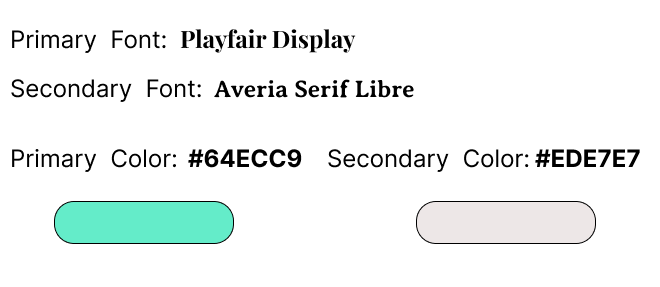 Primary Font: Playfair Display
Secondary Font: Averia Serif Libre
Primary Color: #64ECC9 Secondary Color: #EDE7E7